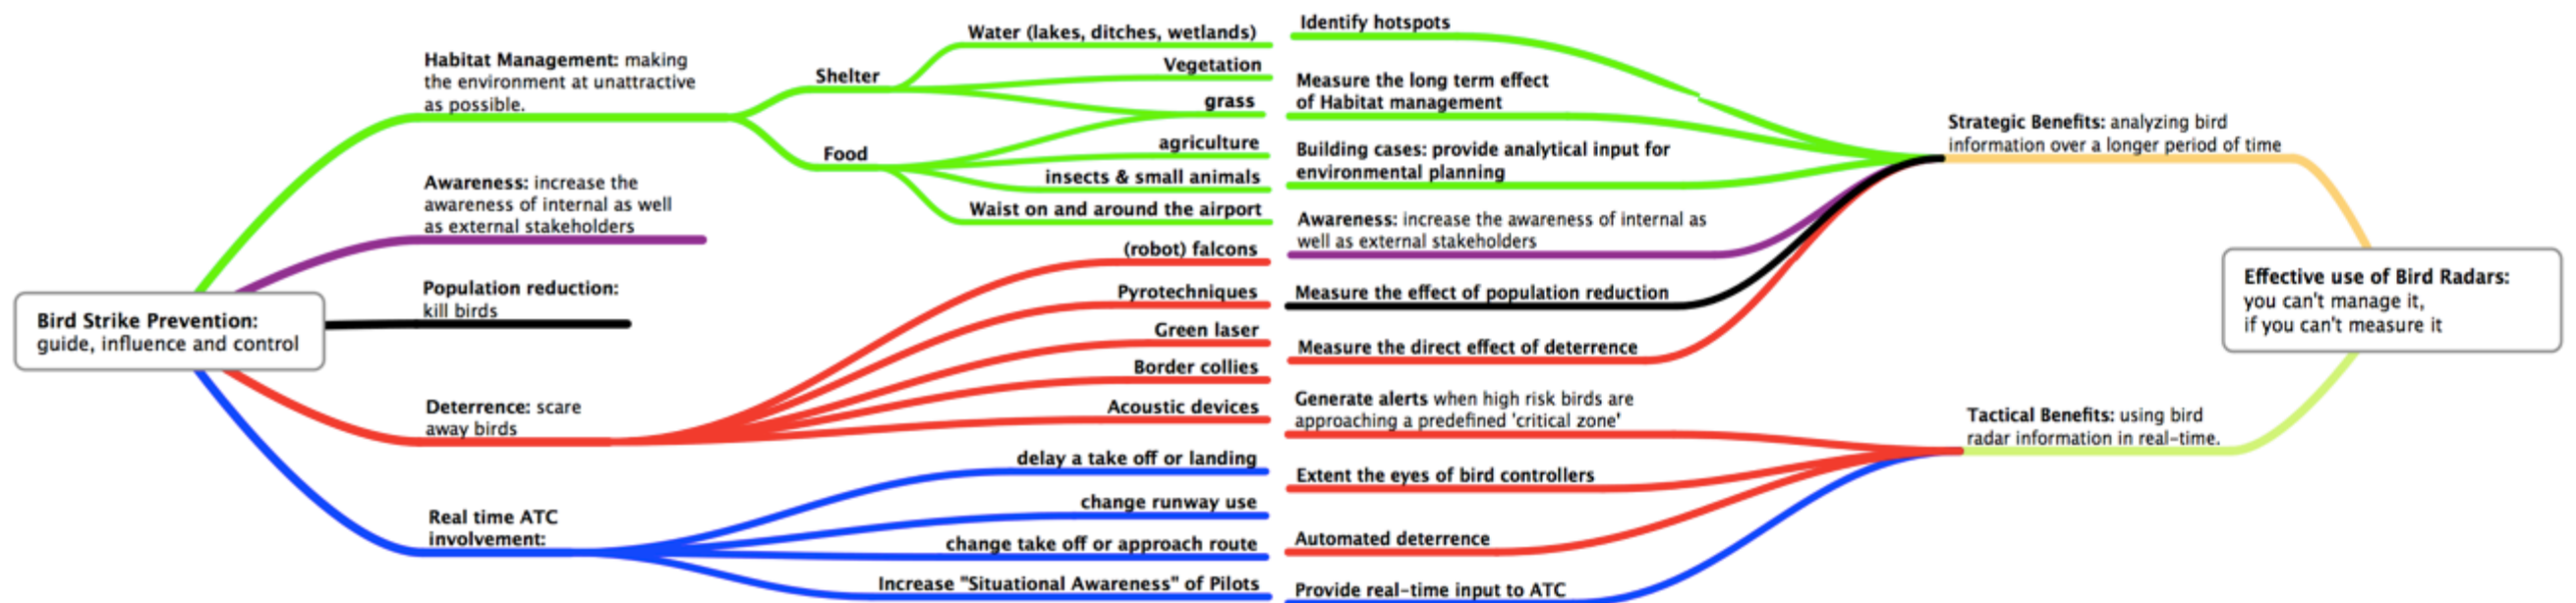 Bird Strike Prevention:
guide, influence and control
Habitat Management: making
the environment at unattractive
as possible.
Shelter
Water (lakes, ditches, wetlands)
Vegetation
grass
Food
agriculture
insects & small animals
Waist on and around the airport
Awareness: increase the
awareness of internal as well
as external stakeholders
Population reduction:
kill birds
Deterrence: scare
away birds
(robot) falcons
Pyrotechniques
Green laser
Border collies
Acoustic devices
Real time ATC
involvement:
delay a take off or landing
change runway use
change take off or approach route
Increase "Situational Awareness" of Pilots
Identify hotspots
Measure the long term effect
of Habitat management
Building cases: provide analytical input for
environmental planning
Awareness: increase the awareness of internal as
well as external stakeholders
Measure the effect of population reduction
Measure the direct effect of deterrence
Generate alerts when high risk birds are
approaching a predefined 'critical zone'
Extent the eyes of bird controllers
Automated deterrence
Provide real-time input to ATC
Strategic Benefits: analyzing bird
information over a longer period of time
Tactical Benefits: using bird
radar information in real-time.
Effective use of Bird Radars:
you can't manage it,
if you can't measure it